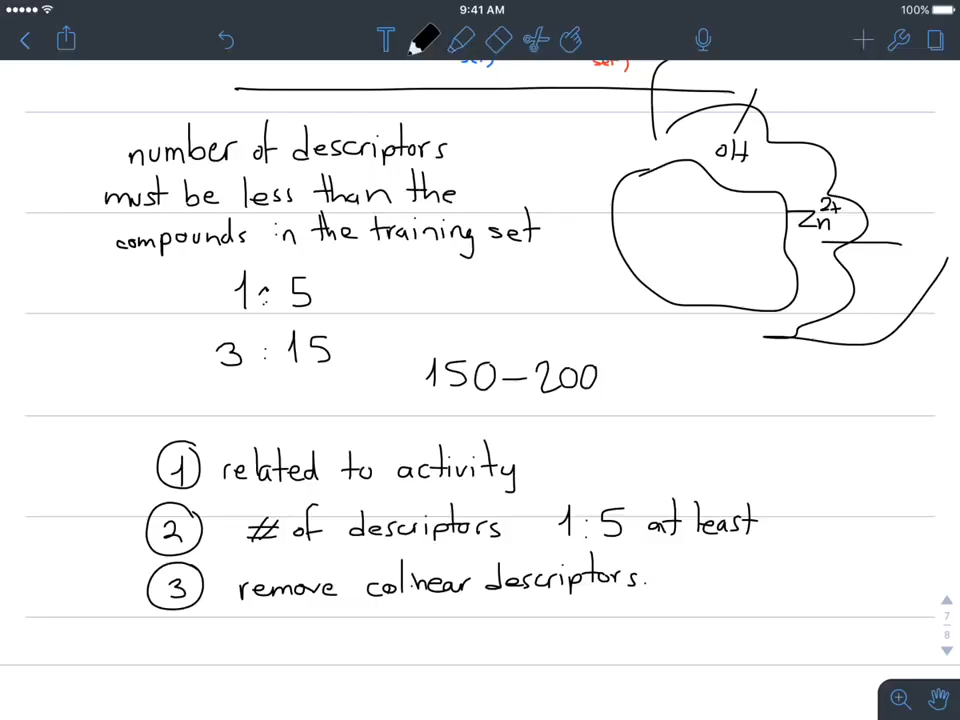 9:41 AM
100%
T
number of descriptors
must be less than the
compounds in the training set
OH
Zn2+
1 : 5
3 : 15
150-200
1 related to activity
2 # of descriptors 1:5 at least
3 remove colinear descriptors.
7
8